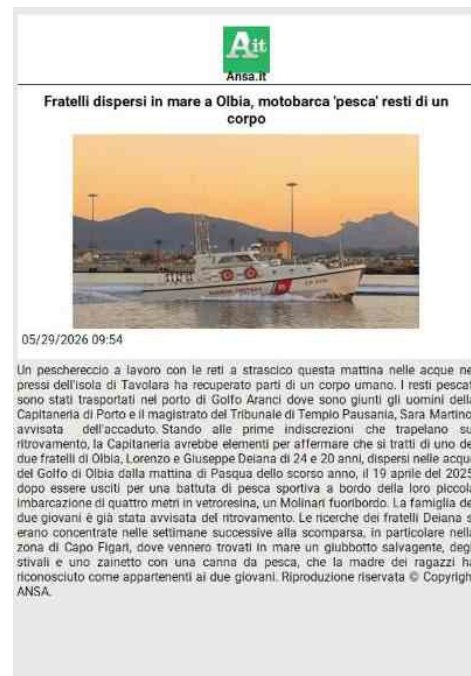 Ait
Ansa.it
Fratelli dispersi in mare a Olbia, motobarca 'pesca' resti di un
corpo
05/29/2026 09:54
Un peschereccio a lavoro con le reti a strascico questa mattina nelle acque ne
pressi dell'isola di Tavolara ha recuperato parti di un corpo umano. I resti pescat
sono stati trasportati nel porto di Golfo Aranci dove sono giunti gli uomini della
Capitaneria di Porto e il magistrato del Tribunale di Tempio Pausania, Sara Martino
avvisata dell'accaduto. Stando alle prime indiscrezioni che trapelano su
ritrovamento, la Capitaneria avrebbe elementi per affermare che si tratti di uno de
due fratelli di Olbia, Lorenzo e Giuseppe Deiana di 24 e 20 anni, dispersi nelle acque
del Golfo di Olbia dalla mattina di Pasqua dello scorso anno, il 19 aprile del 2025
dopo essere usciti per una battuta di pesca sportiva a bordo della loro piccola
imbarcazione di quattro metri in vetroresina, un Molinari fuoribordo. La famiglia de
due giovani è già stata avvisata del ritrovamento. Le ricerche dei fratelli Deiana s
erano concentrate nelle settimane successive alla scomparsa, in particolare nella
zona di Capo Figari, dove vennero trovati in mare un giubbotto salvagente, degl
stivali e uno zainetto con una canna da pesca, che la madre dei ragazzi ha
riconosciuto come appartenenti ai due giovani. Riproduzione riservata © Copyrigh
ANSA.